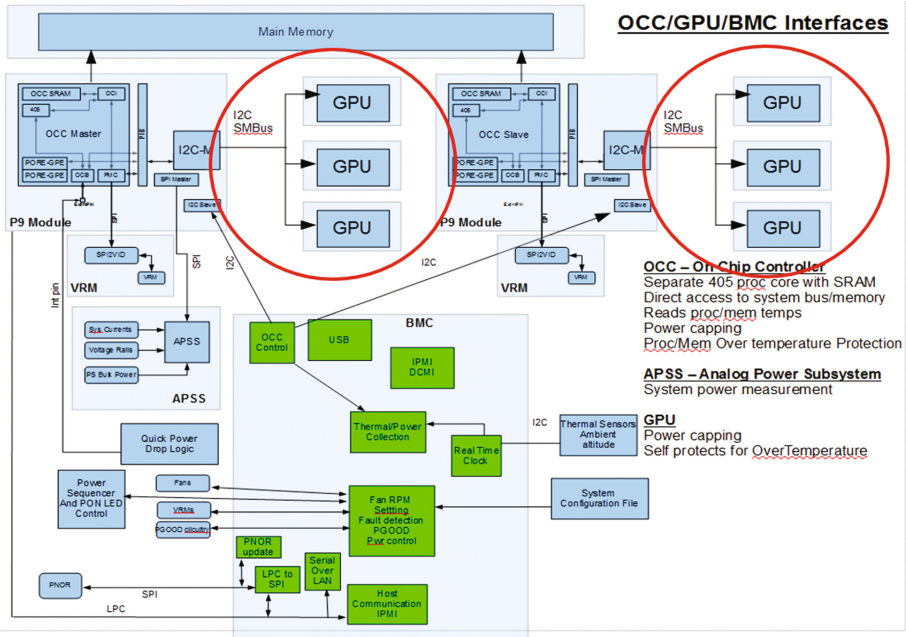 OCC/GPU/BMC Interfaces
Main Memory
OCC SRAM
OCI
405
OCC Master
PIB
PORE-GPE
PORE-GPE
OCB
PMC
I2C-M
SPI Master
I2C Slave
ExtrnPin
SPI
P9 Module
I2C
SMBus
GPU
GPU
GPU
OCC SRAM
OCI
405
OCC Slave
PIB
PORE-GPE
PORE-GPE
OCB
PMC
I2C-M
SPI Master
I2C Slave
ExtrnPin
SPI
P9 Module
I2C
SMBus
GPU
GPU
GPU
SPI2VID
VRM
VRM
SPI
I2C
I2C
SPI2VID
VRM
VRM
Int pin
Sys Currents
Voltage Rails
PS Bulk Power
APSS
APSS
BMC
OCC
Control
USB
IPMI
DCMI
Thermal/Power
Collection
Real Time
Clock
I2C
Thermal Sensors
Ambient
altitude
Quick Power
Drop Logic
Power
Sequencer
And PON LED
Control
Fans
VRMs
PGOOD circuitry
Fan RPM
Settting
Fault detection
PGOOD
Pwr control
System
Configuration File
PNOR
update
LPC to
SPI
Serial
Over
LAN
Host
Communication
IPMI
PNOR
SPI
LPC
OCC – On Chip Controller
Separate 405 proc core with SRAM
Direct access to system bus/memory
Reads proc/mem temps
Power capping
Proc/Mem Over temperature Protection
APSS – Analog Power Subsystem
System power measurement
GPU
Power capping
Self protects for OverTemperature